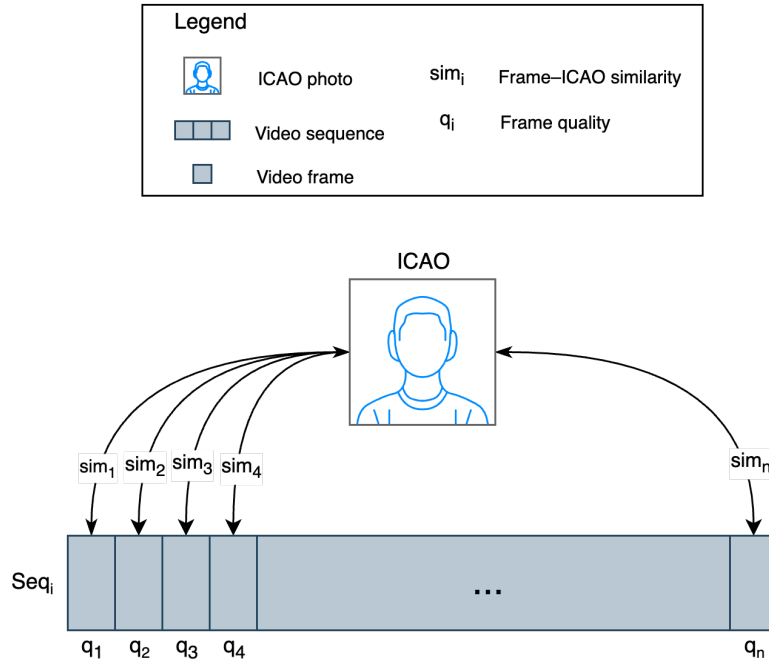 Legend
ICAO photo
sim_i Frame–ICAO similarity
Video sequence
q_i Frame quality
Video frame
ICAO
sim_1 sim_2 sim_3 sim_4 sim_n
Seq_i ...
q_1 q_2 q_3 q_4 q_n